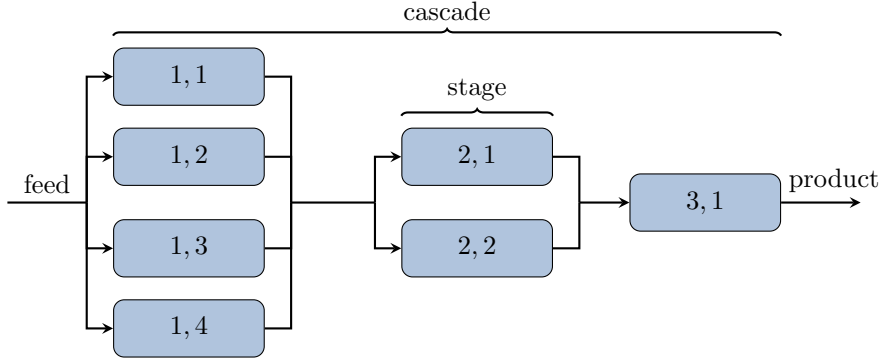 cascade
1, 1
stage
1, 2
2, 1
feed
product
3, 1
1, 3
2, 2
1, 4